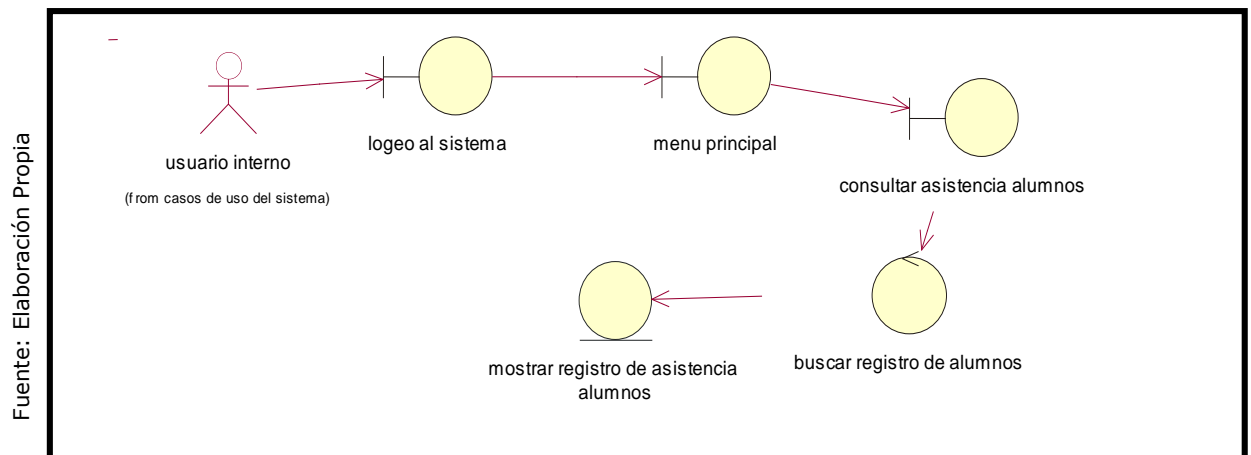 Fuente: Elaboración Propia
usuario interno
(from casos de uso del sistema)
logeo al sistema
menu principal
consultar asistencia alumnos
buscar registro de alumnos
mostrar registro de asistencia
alumnos